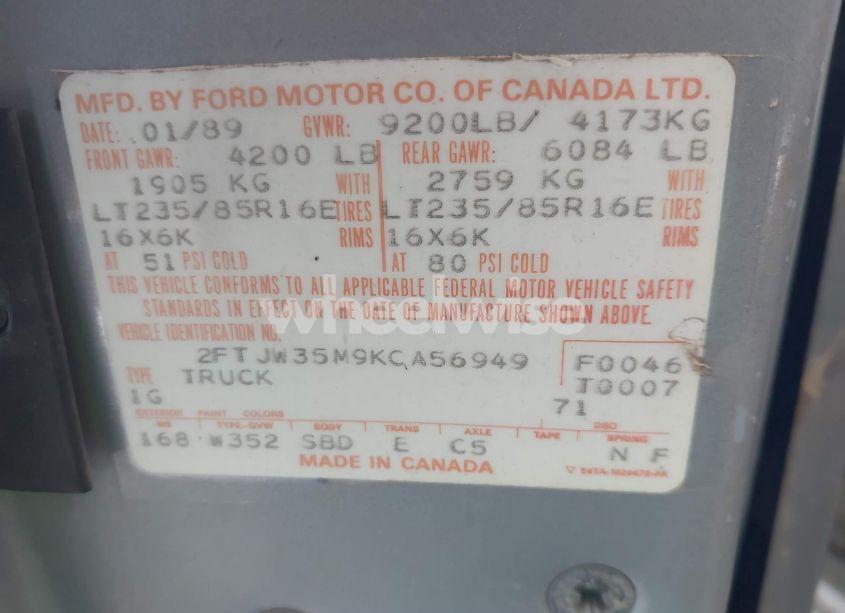 MFD. BY FORD MOTOR CO. OF CANADA LTD.
DATE: 01/89 GVWR: 9200LB/ 4173KG
FRONT GAWR: 4200 LB REAR GAWR: 6084 LB
1905 KG WITH 2759 KG WITH
LT235/85R16E TIRES LT235/85R16E TIRES
16X6K RIMS 16X6K RIMS
AT 51 PSI COLD AT 80 PSI COLD
THIS VEHICLE CONFORMS TO ALL APPLICABLE FEDERAL MOTOR VEHICLE SAFETY
STANDARDS IN EFFECT ON THE DATE OF MANUFACTURE SHOWN ABOVE.
wheelwise
VEHICLE IDENTIFICATION NO.
2FTJW35M9KCA56949 F0046
TYPE TRUCK T0007
1G 71
EXTERIOR PAINT COLORS DSO
WB TYPE-GVW BODY TRANS AXLE TAPE SPRING
168 W352 SBD E C5 N F
MADE IN CANADA